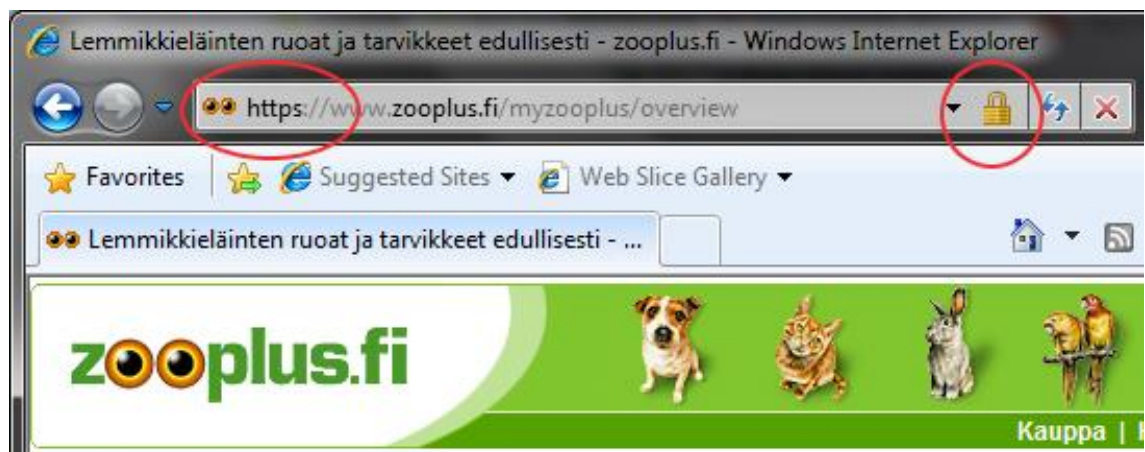 Lemmikkieläinten ruoat ja tarvikkeet edullisesti - zooplus.fi - Windows Internet Explorer
https://www.zooplus.fi/myzooplus/overview
Favorites Suggested Sites Web Slice Gallery
Lemmikkieläinten ruoat ja tarvikkeet edullisesti - ...
zooplus.fi
Kauppa |